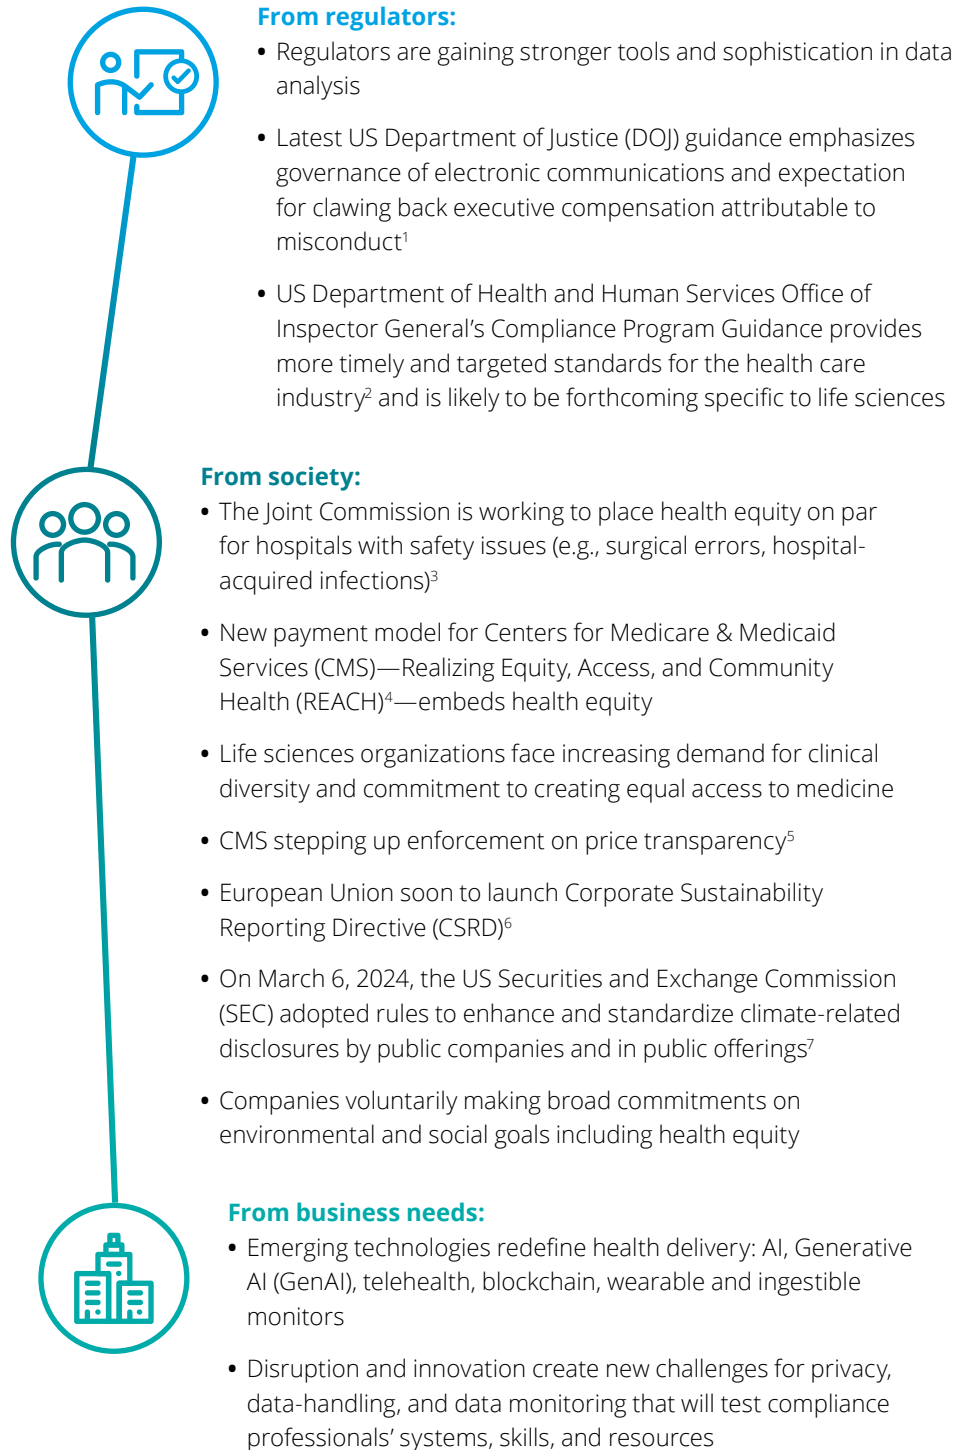 From regulators:
• Regulators are gaining stronger tools and sophistication in data
analysis
• Latest US Department of Justice (DOJ) guidance emphasizes
governance of electronic communications and expectation
for clawing back executive compensation attributable to
misconduct¹
• US Department of Health and Human Services Office of
Inspector General’s Compliance Program Guidance provides
more timely and targeted standards for the health care
industry² and is likely to be forthcoming specific to life sciences
From society:
• The Joint Commission is working to place health equity on par
for hospitals with safety issues (e.g., surgical errors, hospital-
acquired infections)³
• New payment model for Centers for Medicare & Medicaid
Services (CMS)—Realizing Equity, Access, and Community
Health (REACH)⁴—embeds health equity
• Life sciences organizations face increasing demand for clinical
diversity and commitment to creating equal access to medicine
• CMS stepping up enforcement on price transparency⁵
• European Union soon to launch Corporate Sustainability
Reporting Directive (CSRD)⁶
• On March 6, 2024, the US Securities and Exchange Commission
(SEC) adopted rules to enhance and standardize climate-related
disclosures by public companies and in public offerings⁷
• Companies voluntarily making broad commitments on
environmental and social goals including health equity
From business needs:
• Emerging technologies redefine health delivery: AI, Generative
AI (GenAI), telehealth, blockchain, wearable and ingestible
monitors
• Disruption and innovation create new challenges for privacy,
data-handling, and data monitoring that will test compliance
professionals’ systems, skills, and resources